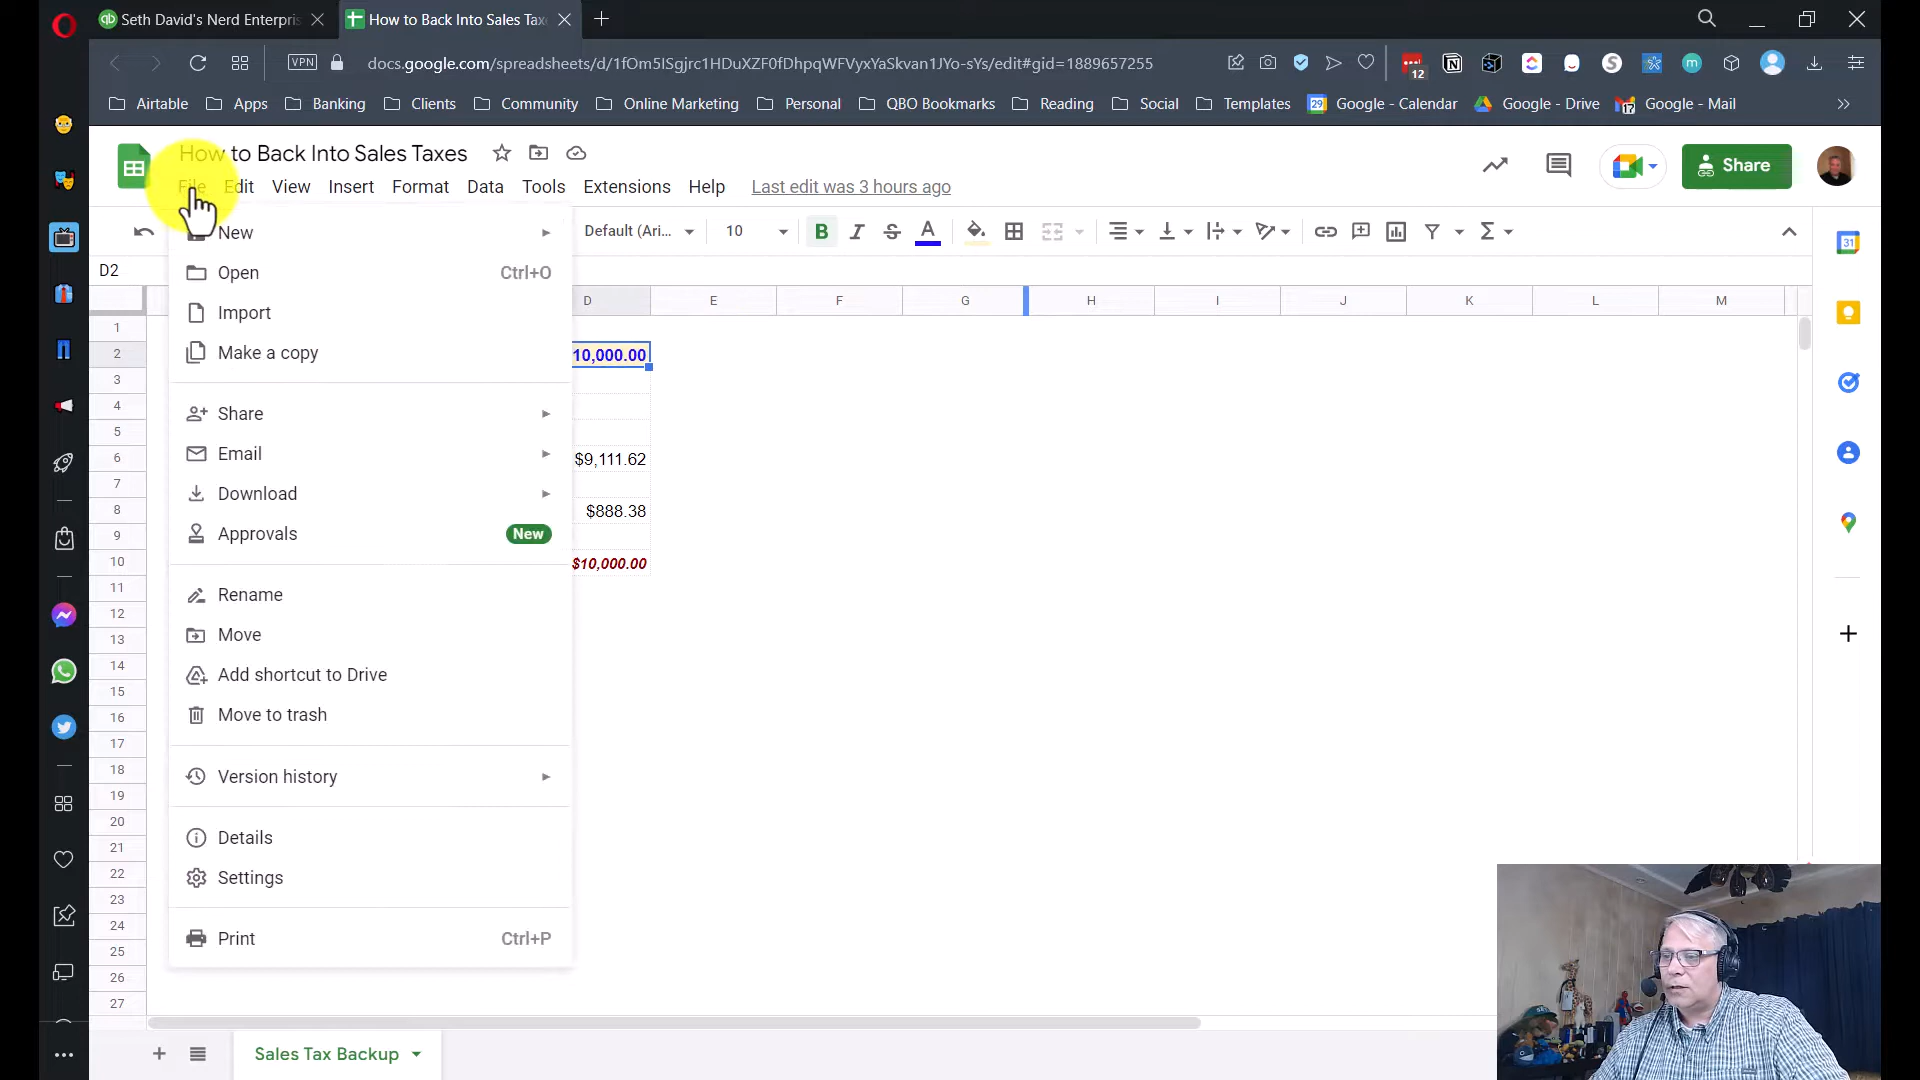 Seth David's Nerd Enterpris
How to Back Into Sales Tax
VPN
docs.google.com/spreadsheets/d/1fOm5ISgjrc1HDuXZF0fDhpqWFVyxYaSkvan1JYo-sYs/edit#gid=1889657255
12
Airtable Apps Banking Clients Community Online Marketing Personal QBO Bookmarks Reading Social Templates 29 Google - Calendar Google - Drive 17 Google - Mail
How to Back Into Sales Taxes
File Edit View Insert Format Data Tools Extensions Help Last edit was 3 hours ago
Share
Default (Ari... 10 B I S A
D2
New
Open Ctrl+O
Import
Make a copy
Share
Email
Download
Approvals New
Rename
Move
Add shortcut to Drive
Move to trash
Version history
Details
Settings
Print Ctrl+P
D E F G H I J K L M
1
2 10,000.00
3
4
5
6 $9,111.62
7
8 $888.38
9
10 $10,000.00
11
12
13
14
15
16
17
18
19
20
21
22
23
24
25
26
27
31
Sales Tax Backup